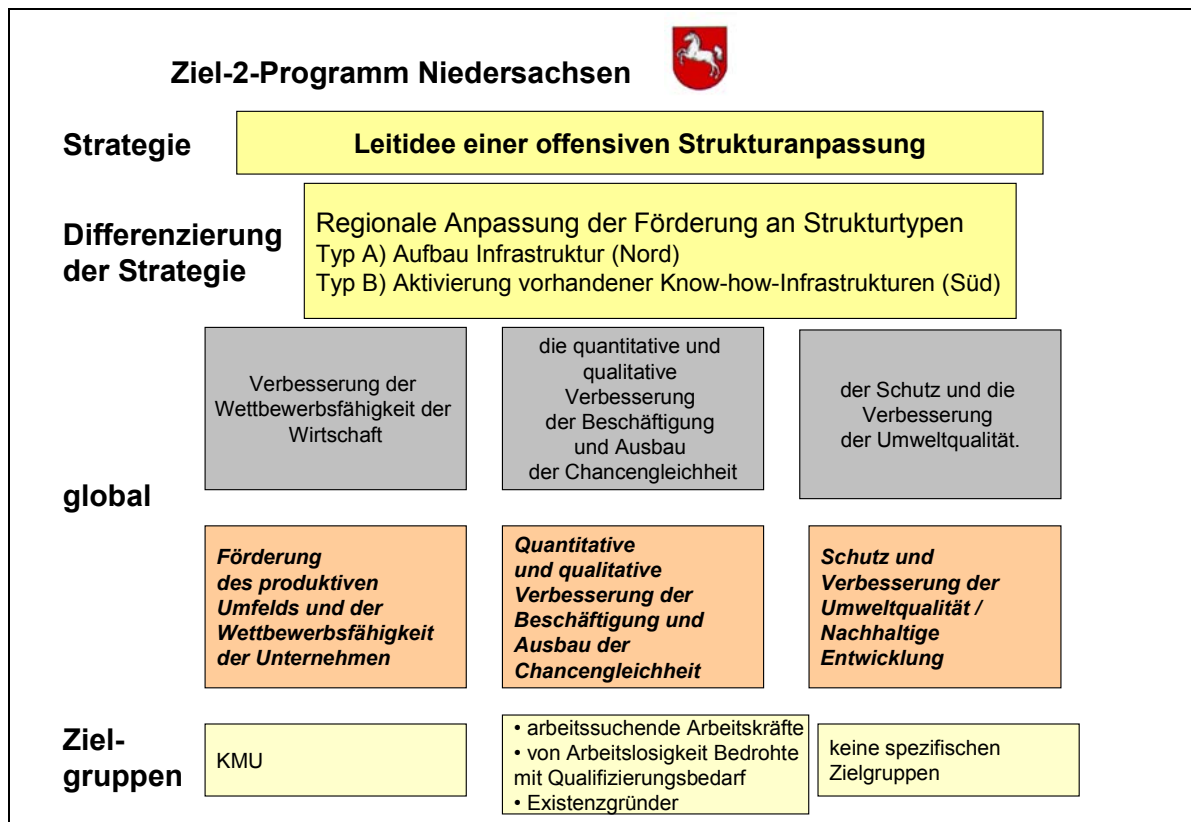 Ziel-2-Programm Niedersachsen
Strategie
Leitidee einer offensiven Strukturanpassung
Differenzierung
der Strategie
Regionale Anpassung der Förderung an Strukturtypen
Typ A) Aufbau Infrastruktur (Nord)
Typ B) Aktivierung vorhandener Know-how-Infrastrukturen (Süd)
global
Verbesserung der
Wettbewerbsfähigkeit der
Wirtschaft
die quantitative und
qualitative
Verbesserung
der Beschäftigung
und Ausbau
der Chancengleichheit
der Schutz und die
Verbesserung
der Umweltqualität.
Förderung
des produktiven
Umfelds und der
Wettbewerbsfähigkeit
der Unternehmen
Quantitative
und qualitative
Verbesserung der
Beschäftigung und
Ausbau der
Chancengleichheit
Schutz und
Verbesserung der
Umweltqualität /
Nachhaltige
Entwicklung
Ziel-
gruppen
KMU
• arbeitssuchende Arbeitskräfte
• von Arbeitslosigkeit Bedrohte
mit Qualifizierungsbedarf
• Existenzgründer
keine spezifischen
Zielgruppen